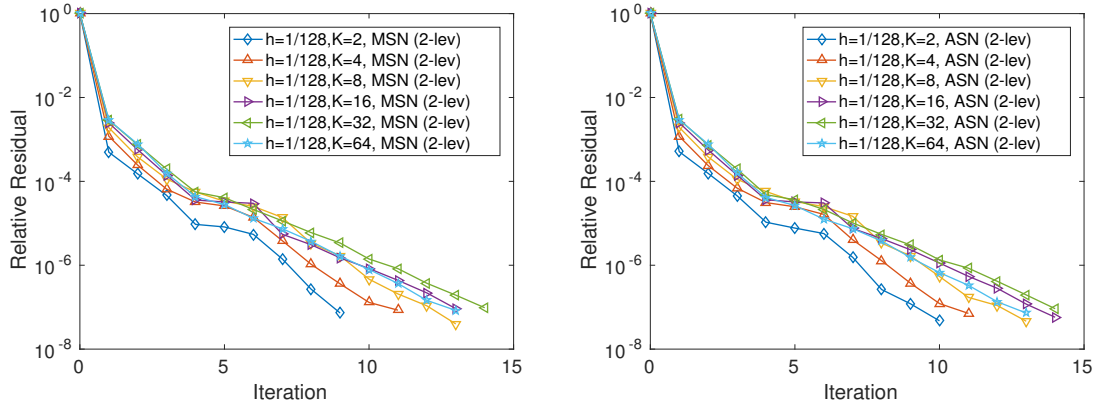 10^0
10^-2
10^-4
10^-6
10^-8
Relative Residual
0 5 10 15
Iteration
h=1/128,K=2, MSN (2-lev)
h=1/128,K=4, MSN (2-lev)
h=1/128,K=8, MSN (2-lev)
h=1/128,K=16, MSN (2-lev)
h=1/128,K=32, MSN (2-lev)
h=1/128,K=64, MSN (2-lev)
10^0
10^-2
10^-4
10^-6
10^-8
Relative Residual
0 5 10 15
Iteration
h=1/128,K=2, ASN (2-lev)
h=1/128,K=4, ASN (2-lev)
h=1/128,K=8, ASN (2-lev)
h=1/128,K=16, ASN (2-lev)
h=1/128,K=32, ASN (2-lev)
h=1/128,K=64, ASN (2-lev)